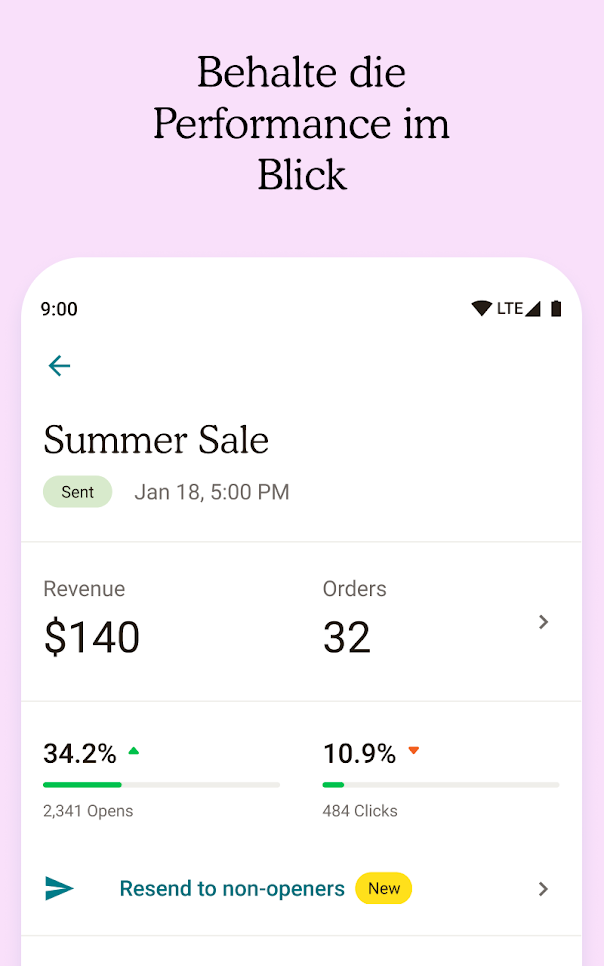 Behalte die
Performance im
Blick
9:00
LTE
Summer Sale
Sent Jan 18, 5:00 PM
Revenue Orders
$140 32
34.2% 10.9%
2,341 Opens 484 Clicks
Resend to non-openers New